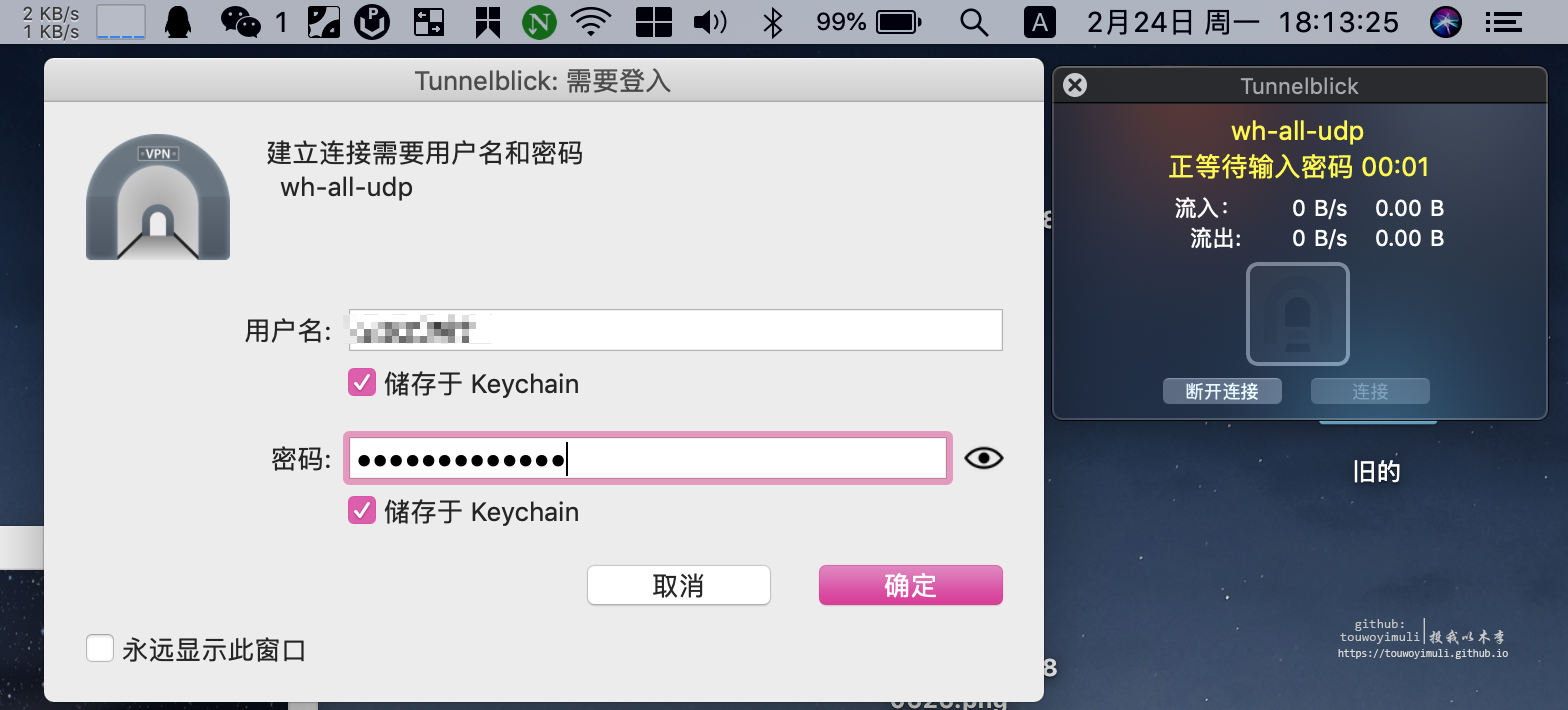 2 KB/s
1 KB/s
1
99%
A
2月24日 周一 18:13:25
Tunnelblick: 需要登入
VPN
建立连接需要用户名和密码
wh-all-udp
用户名:
储存于 Keychain
密码:
储存于 Keychain
取消
确定
永远显示此窗口
Tunnelblick
wh-all-udp
正等待输入密码 00:01
流入: 0 B/s 0.00 B
流出: 0 B/s 0.00 B
断开连接
连接
旧的
github:
touwoyimuli
投我以木李
https://touwoyimuli.github.io
8